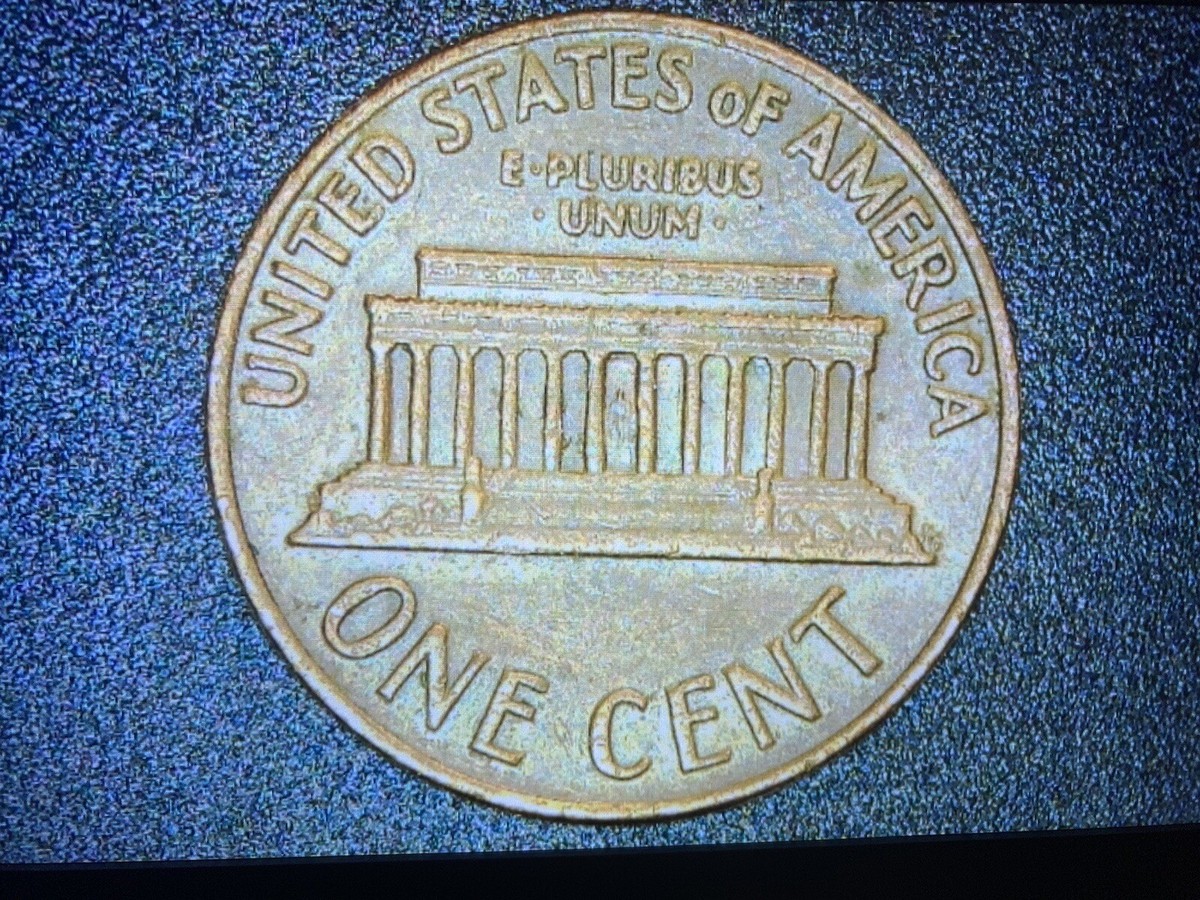 UNITED STATES OF AMERICA
E·PLURIBUS
·UNUM·
ONE CENT